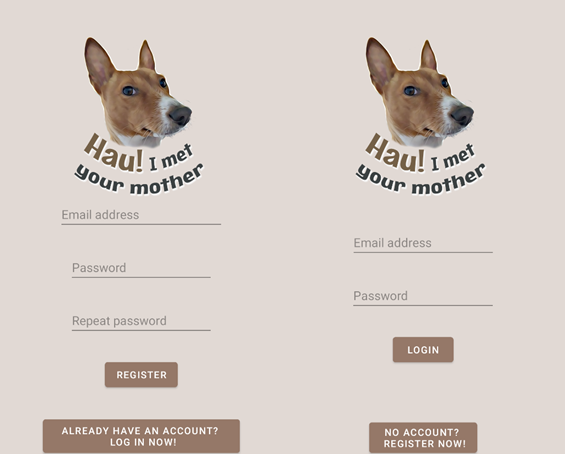 Hau! I met
your mother
Email address
Password
Repeat password
REGISTER
ALREADY HAVE AN ACCOUNT?
LOG IN NOW!
Hau! I met
your mother
Email address
Password
LOGIN
NO ACCOUNT?
REGISTER NOW!